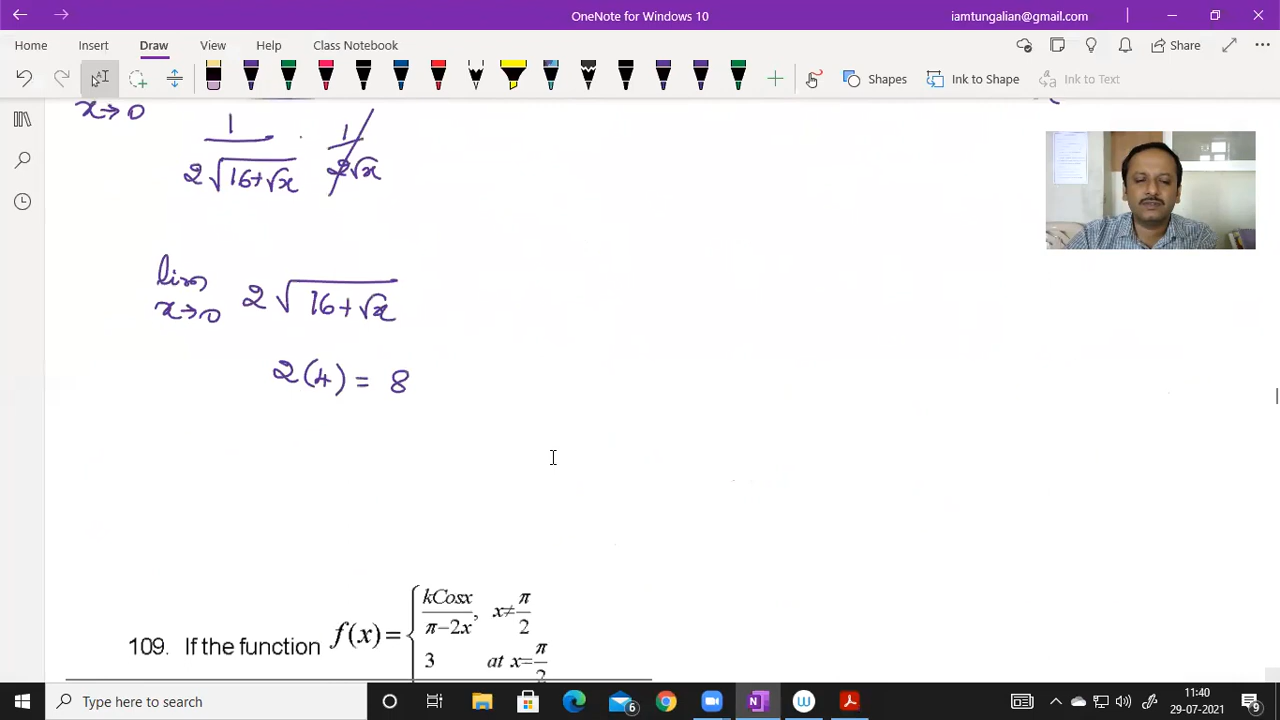 OneNote for Windows 10
iamtungalian@gmail.com
Home Insert Draw View Help Class Notebook
Share
Shapes
Ink to Shape
Ink to Text
x→0
1
2√16+√x
·
1
2√x
lim
x→0
2√16+√x
2(4) = 8
109. If the function f(x) = { kCosx / π−2x, x≠ π/2
3 at x= π/2
Type here to search
6
11:40
29-07-2021
9